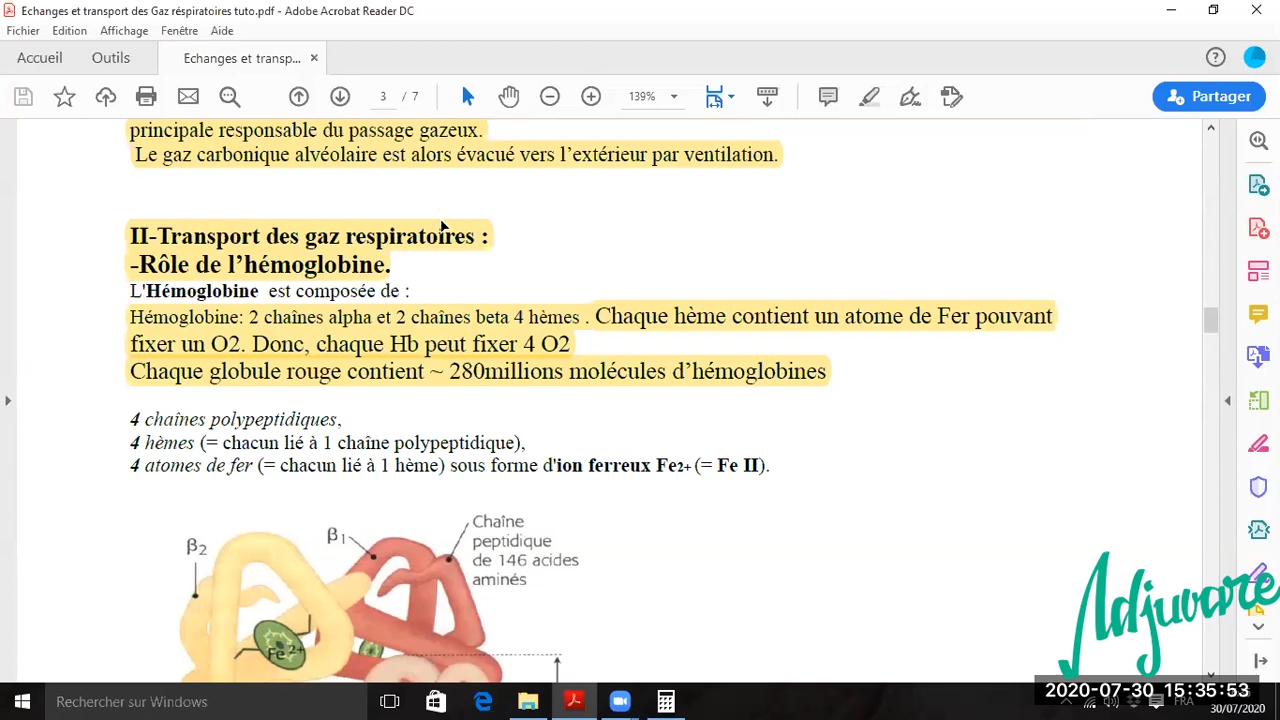 Echanges et transport des Gaz réspiratoires tuto.pdf - Adobe Acrobat Reader DC
Fichier Edition Affichage Fenêtre Aide
Accueil Outils Echanges et transp... ×
3 / 7 139% Partager
principale responsable du passage gazeux.
Le gaz carbonique alvéolaire est alors évacué vers l'extérieur par ventilation.
II-Transport des gaz respiratoires :
-Rôle de l'hémoglobine.
L'Hémoglobine est composée de :
Hémoglobine: 2 chaînes alpha et 2 chaînes beta 4 hèmes . Chaque hème contient un atome de Fer pouvant
fixer un O2. Donc, chaque Hb peut fixer 4 O2
Chaque globule rouge contient ~ 280millions molécules d'hémoglobines
4 chaînes polypeptidiques,
4 hèmes (= chacun lié à 1 chaîne polypeptidique),
4 atomes de fer (= chacun lié à 1 hème) sous forme d'ion ferreux Fe2+ (= Fe II).
β2
β1
Chaîne
peptidique
de 146 acides
aminés
Fe2+
Adjuvare
2020-07-30 15:35:53
Rechercher sur Windows
FRA
30/07/2020